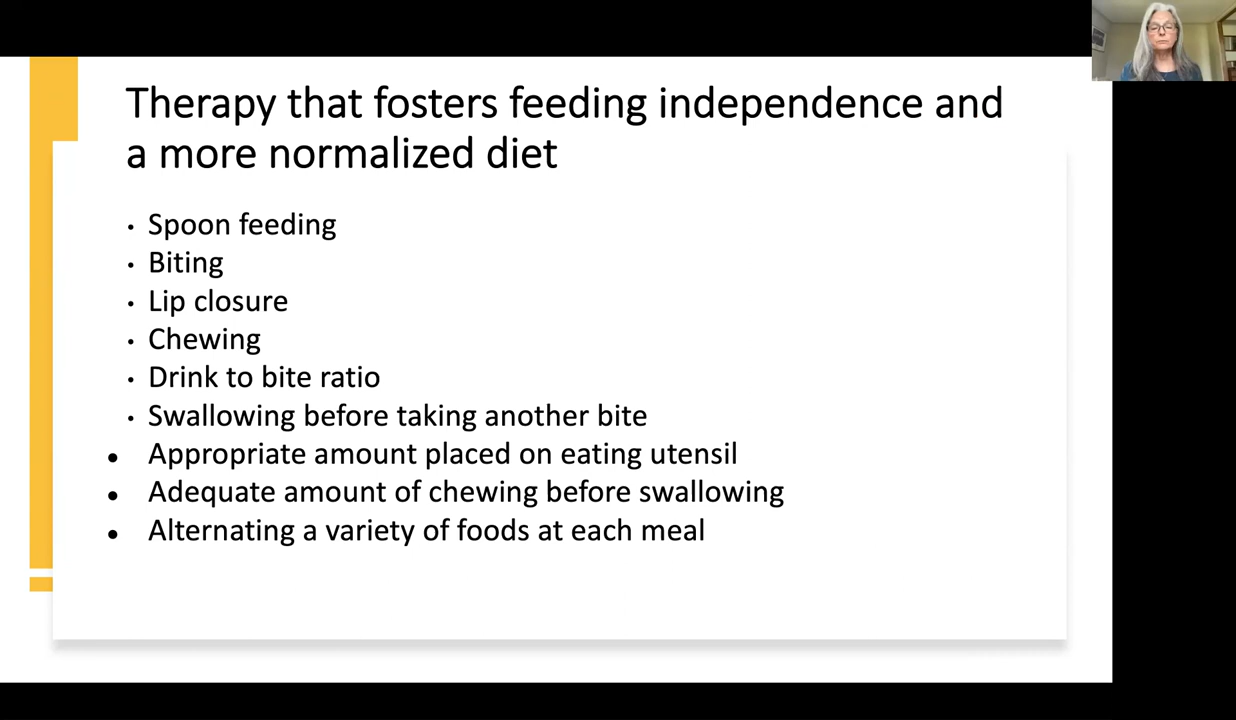 Therapy that fosters feeding independence and
a more normalized diet
• Spoon feeding
• Biting
• Lip closure
• Chewing
• Drink to bite ratio
• Swallowing before taking another bite
• Appropriate amount placed on eating utensil
• Adequate amount of chewing before swallowing
• Alternating a variety of foods at each meal